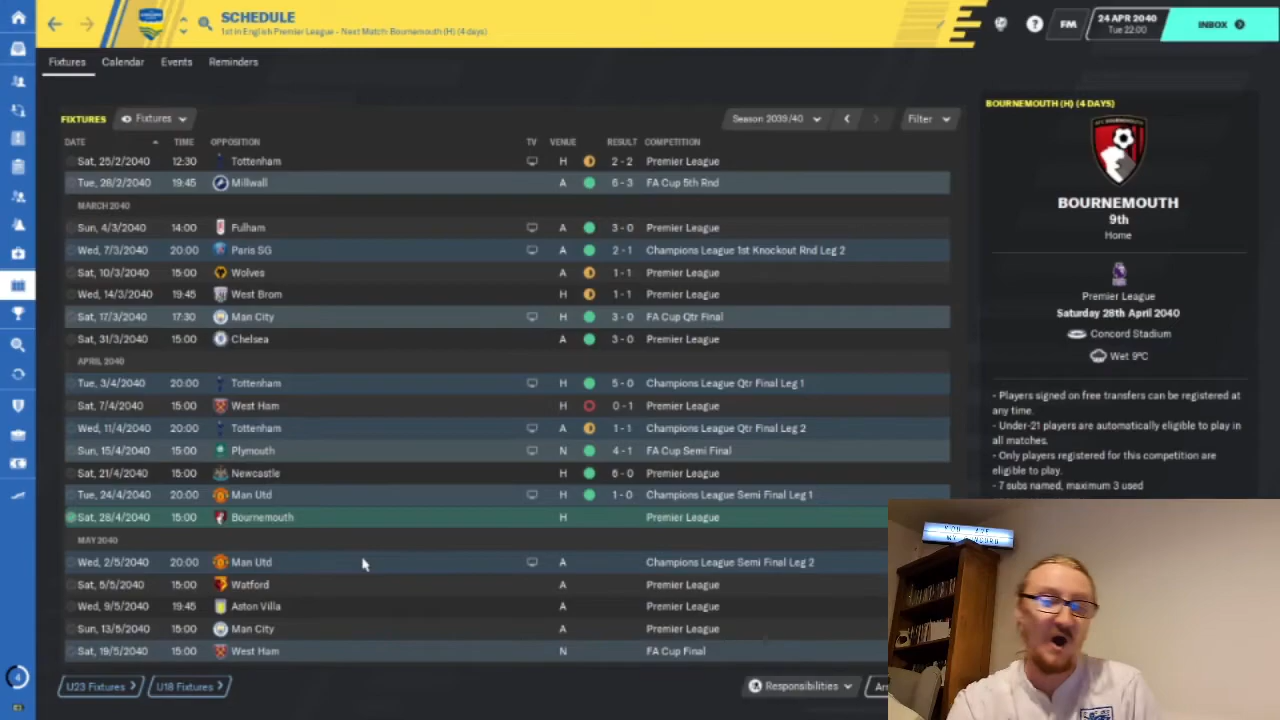 SCHEDULE
1st in English Premier League - Next Match: Bournemouth (H) (4 days)
FM
24 APR 2040
Tue 22:00
INBOX
Fixtures Calendar Events Reminders
FIXTURES Fixtures Season 2039/40 Filter
DATE TIME OPPOSITION TV VENUE RESULT COMPETITION
Sat, 25/2/2040 12:30 Tottenham H 2 - 2 Premier League
Tue, 28/2/2040 19:45 Millwall A 6 - 3 FA Cup 5th Rnd
MARCH 2040
Sun, 4/3/2040 14:00 Fulham A 3 - 0 Premier League
Wed, 7/3/2040 20:00 Paris SG A 2 - 1 Champions League 1st Knockout Rnd Leg 2
Sat, 10/3/2040 15:00 Wolves A 1 - 1 Premier League
Wed, 14/3/2040 19:45 West Brom H 1 - 1 Premier League
Sat, 17/3/2040 17:30 Man City H 3 - 0 FA Cup Qtr Final
Sat, 31/3/2040 15:00 Chelsea A 3 - 0 Premier League
APRIL 2040
Tue, 3/4/2040 20:00 Tottenham H 5 - 0 Champions League Qtr Final Leg 1
Sat, 7/4/2040 15:00 West Ham H 0 - 1 Premier League
Wed, 11/4/2040 20:00 Tottenham A 1 - 1 Champions League Qtr Final Leg 2
Sun, 15/4/2040 15:00 Plymouth N 4 - 1 FA Cup Semi Final
Sat, 21/4/2040 15:00 Newcastle H 6 - 0 Premier League
Tue, 24/4/2040 20:00 Man Utd H 1 - 0 Champions League Semi Final Leg 1
Sat, 28/4/2040 15:00 Bournemouth H Premier League
MAY 2040
Wed, 2/5/2040 20:00 Man Utd A Champions League Semi Final Leg 2
Sat, 5/5/2040 15:00 Watford A Premier League
Wed, 9/5/2040 19:45 Aston Villa A Premier League
Sun, 13/5/2040 15:00 Man City A Premier League
Sat, 19/5/2040 15:00 West Ham N FA Cup Final
U23 Fixtures U18 Fixtures Responsibilities
4
BOURNEMOUTH (H) (4 DAYS)
BOURNEMOUTH
9th
Home
Premier League
Saturday 28th April 2040
Concord Stadium
Wet 9ºC
- Players signed on free transfers can be registered at
any time.
- Under-21 players are automatically eligible to play in
all matches.
- Only players registered for this competition are
eligible to play.
- 7 subs named, maximum 3 used